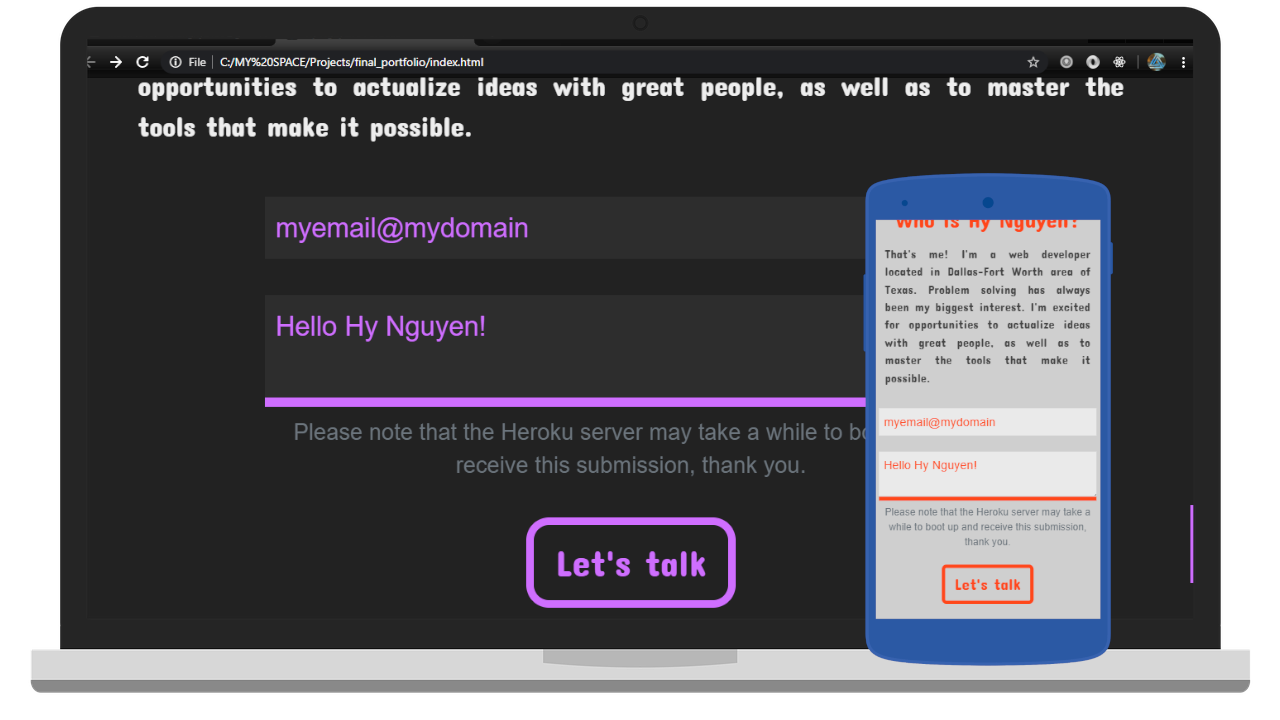 File | C:/MY%20SPACE/Projects/final_portfolio/index.html
opportunities to actualize ideas with great people, as well as to master the
tools that make it possible.
myemail@mydomain
Hello Hy Nguyen!
Please note that the Heroku server may take a while to
receive this submission, thank you.
Let's talk
Who is Hy Nguyen?
That's me! I'm a web developer
located in Dallas-Fort Worth area of
Texas. Problem solving has always
been my biggest interest. I'm excited
for opportunities to actualize ideas
with great people, as well as to
master the tools that make it
possible.
myemail@mydomain
Hello Hy Nguyen!
Please note that the Heroku server may take a
while to boot up and receive this submission,
thank you.
Let's talk